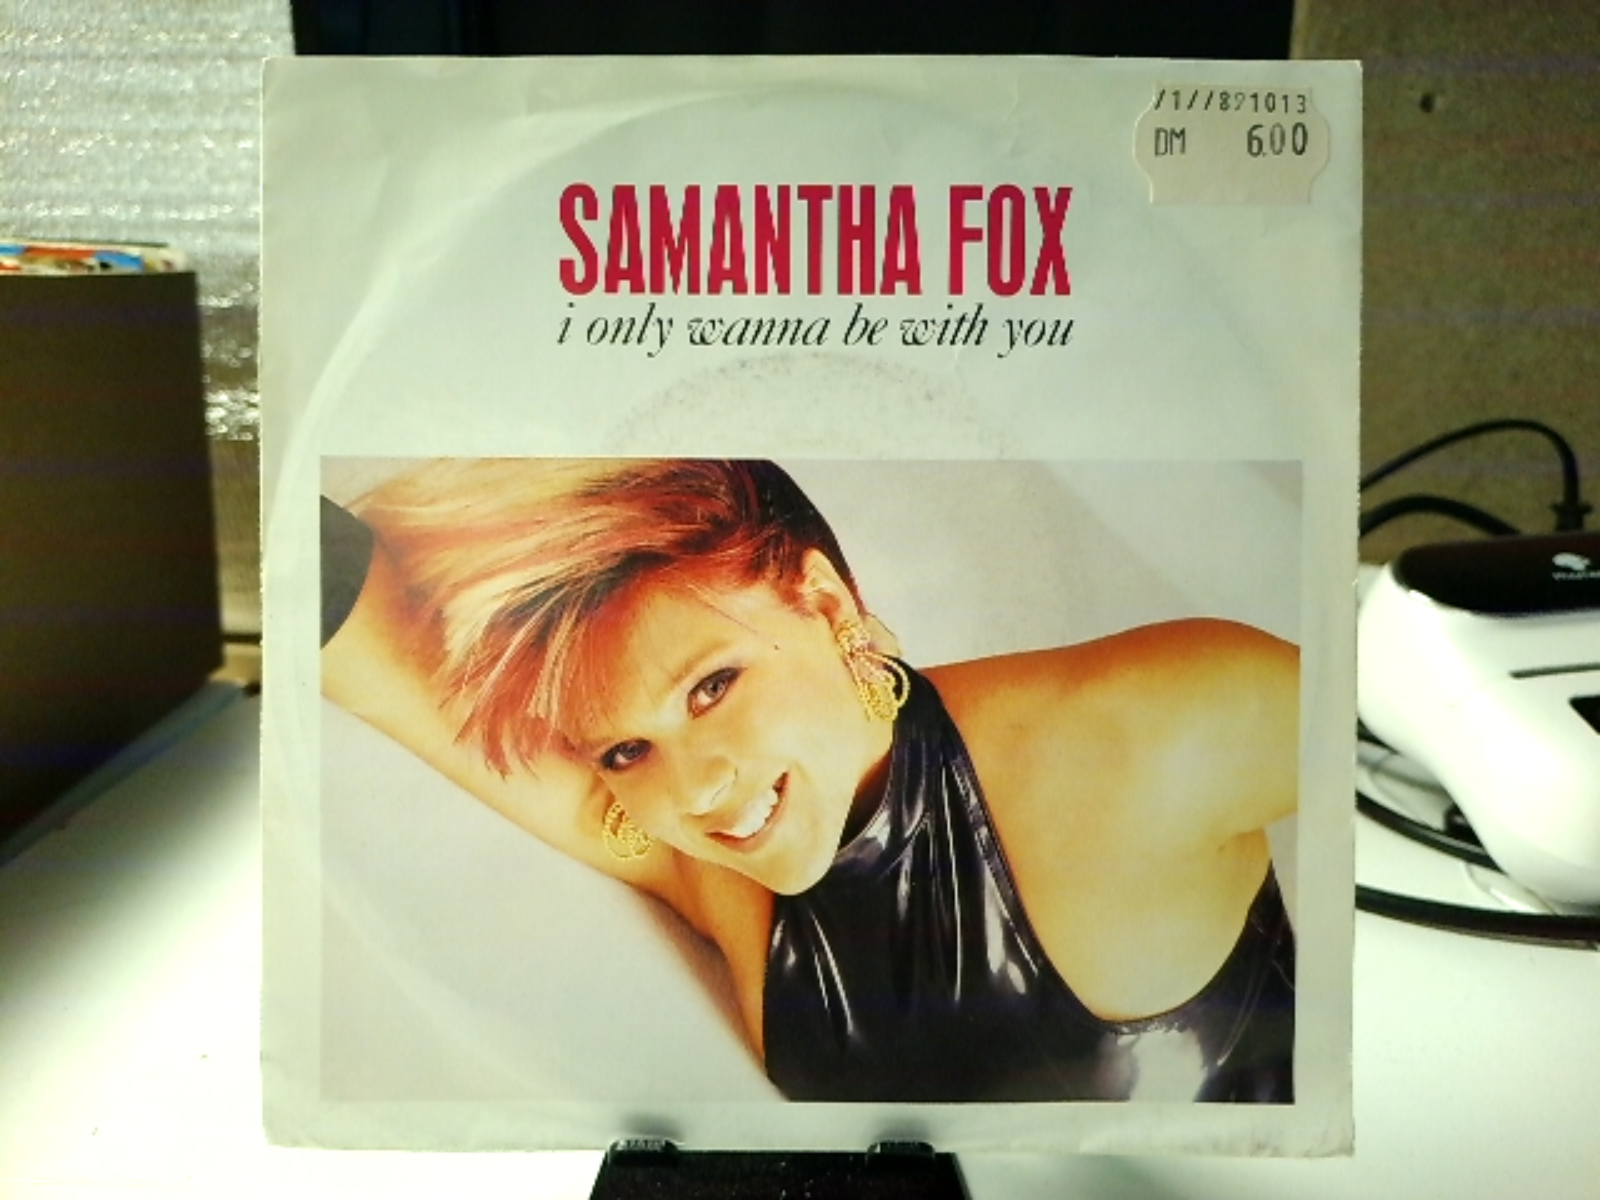 /1//891013
DM 6.00
SAMANTHA FOX
i only wanna be with you